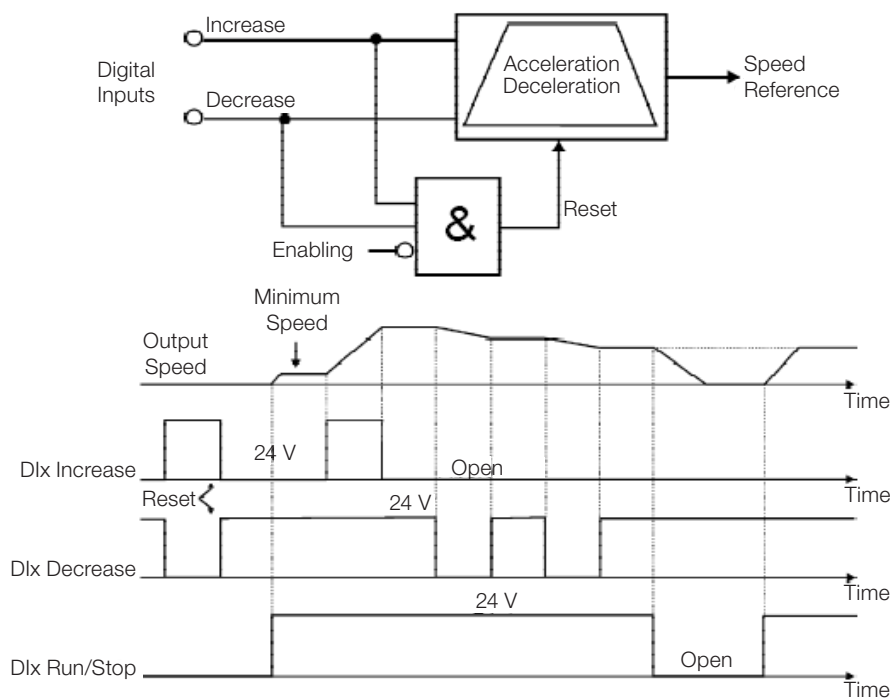 Increase
Digital
Inputs
Decrease
Acceleration
Deceleration
Speed
Reference
Reset
&
Enabling
Minimum
Speed
Output
Speed
Time
24 V
DIx Increase
Open
Time
Reset
24 V
DIx Decrease
Time
24 V
DIx Run/Stop
Open
Time